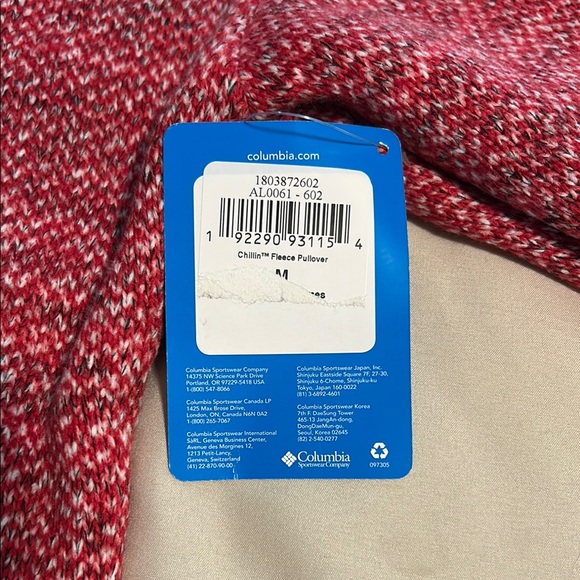 columbia.com
1803872602
AL0061 - 602
1 92290 93115 4
Chillin™ Fleece Pullover
M
Columbia Sportswear Company
14375 NW Science Park Drive
Portland, OR 97229-5418 USA
1-(800) 547-8066
Columbia Sportswear Canada LP
1425 Max Brose Drive,
London, ON, Canada N6N 0A2
1-(800) 265-7067
Columbia Sportswear International
SàRL, Geneva Business Center,
Avenue des Morgines 12,
1213 Petit-Lancy,
Geneva, Switzerland
(41) 22-870-90-00
Columbia Sportswear Japan, Inc.
Shinjuku Eastside Square 7F, 27-30,
Shinjuku 6-Chome, Shinjuku-ku
Tokyo, Japan 160-0022
(81) 3-6892-4601
Columbia Sportswear Korea
7th F. DaeSung Tower
465-13 JangAn-dong,
DongDaeMun-gu,
Seoul, Korea 02645
(82) 2-540-0277
Columbia
Sportswear Company
097305